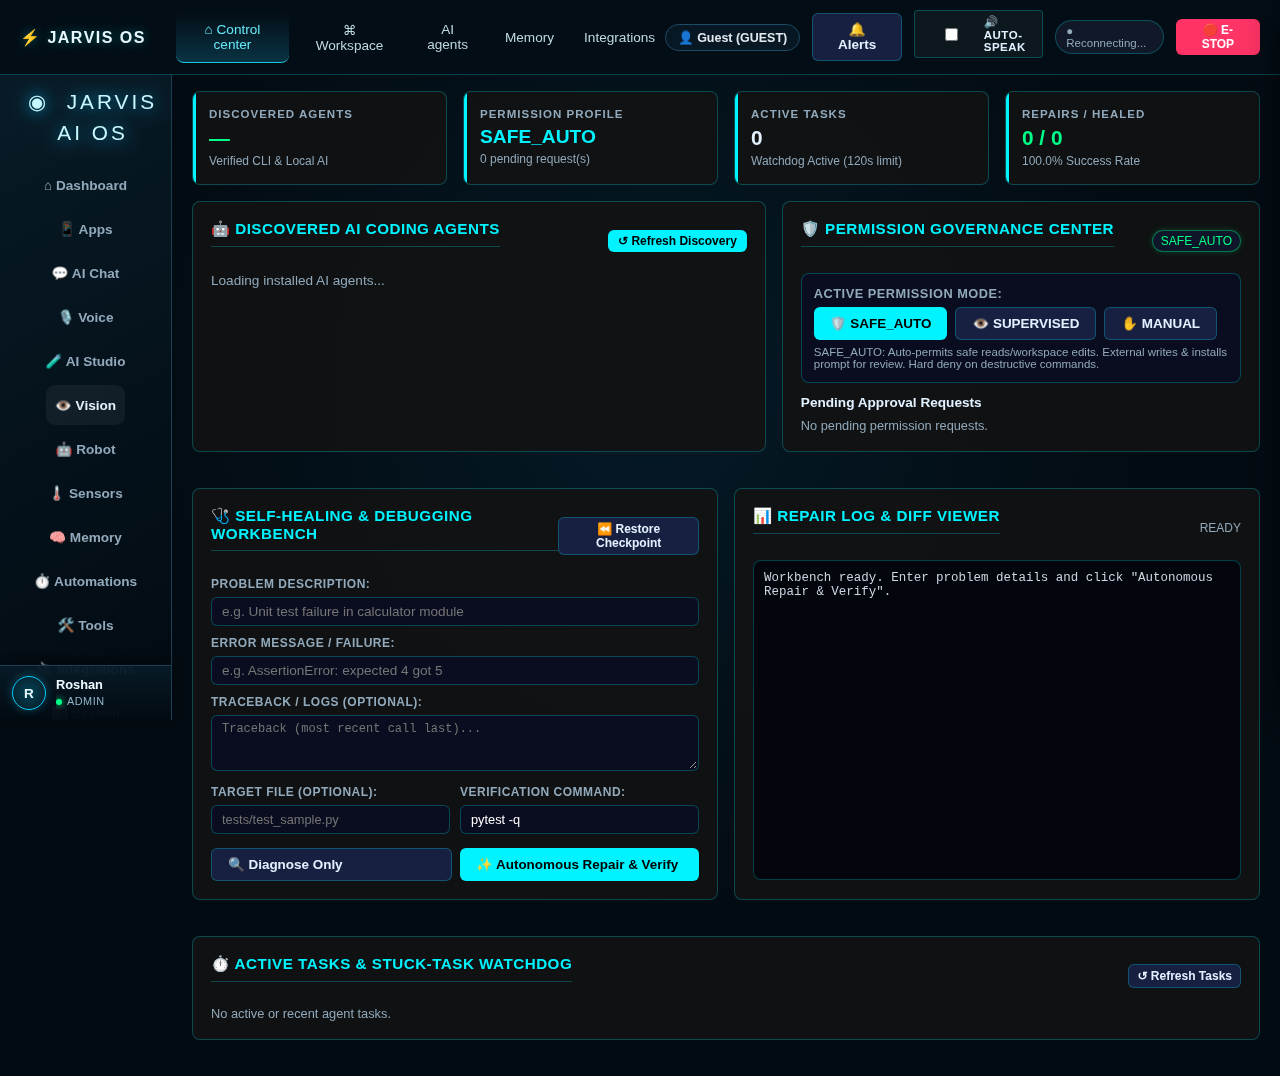 ⚡ JARVIS OS
⌂ Control
center
⌘
Workspace
AI
agents
Memory
Integrations
👤 Guest (GUEST)
🔔
Alerts
🔊
AUTO-
SPEAK
●
Reconnecting...
🛑 E-
STOP
◉ JARVIS
AI OS
⌂ Dashboard
📱 Apps
💬 AI Chat
🎙️ Voice
🧪 AI Studio
👁️ Vision
🤖 Robot
🌡️ Sensors
🧠 Memory
⏱️ Automations
🛠️ Tools
Integrations
R
Roshan
ADMIN
DISCOVERED AGENTS
—
Verified CLI & Local AI
PERMISSION PROFILE
SAFE_AUTO
0 pending request(s)
ACTIVE TASKS
0
Watchdog Active (120s limit)
REPAIRS / HEALED
0 / 0
100.0% Success Rate
🤖 DISCOVERED AI CODING AGENTS
↺ Refresh Discovery
Loading installed AI agents...
🛡️ PERMISSION GOVERNANCE CENTER
SAFE_AUTO
ACTIVE PERMISSION MODE:
🛡️ SAFE_AUTO
👁️ SUPERVISED
✋ MANUAL
SAFE_AUTO: Auto-permits safe reads/workspace edits. External writes & installs
prompt for review. Hard deny on destructive commands.
Pending Approval Requests
No pending permission requests.
🩺 SELF-HEALING & DEBUGGING
WORKBENCH
⏪ Restore
Checkpoint
PROBLEM DESCRIPTION:
e.g. Unit test failure in calculator module
ERROR MESSAGE / FAILURE:
e.g. AssertionError: expected 4 got 5
TRACEBACK / LOGS (OPTIONAL):
Traceback (most recent call last)...
TARGET FILE (OPTIONAL):
VERIFICATION COMMAND:
tests/test_sample.py
pytest -q
🔍 Diagnose Only
✨ Autonomous Repair & Verify
📊 REPAIR LOG & DIFF VIEWER
READY
Workbench ready. Enter problem details and click "Autonomous
Repair & Verify".
⏱️ ACTIVE TASKS & STUCK-TASK WATCHDOG
↺ Refresh Tasks
No active or recent agent tasks.